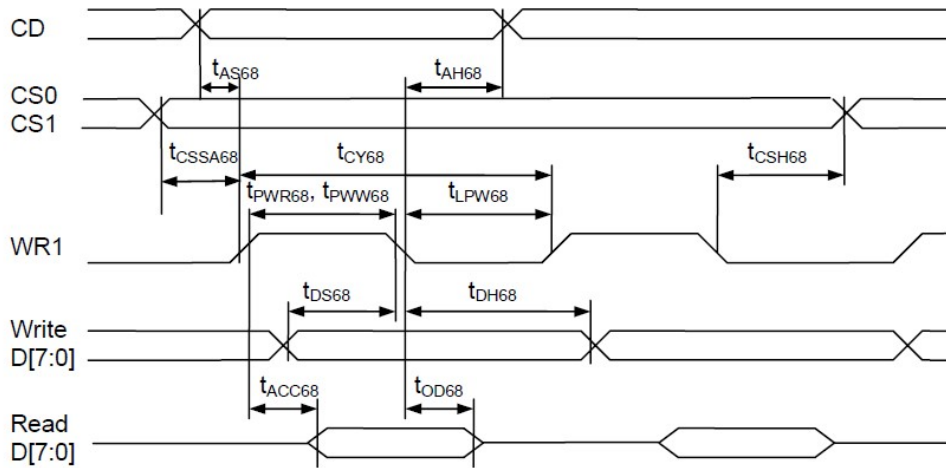 CD
tAS68 tAH68
CS0
CS1
tCSSA68 tCY68 tCSH68
tPWR68, tPWW68 tLPW68
WR1
tDS68 tDH68
Write
D[7:0]
tACC68 tOD68
Read
D[7:0]